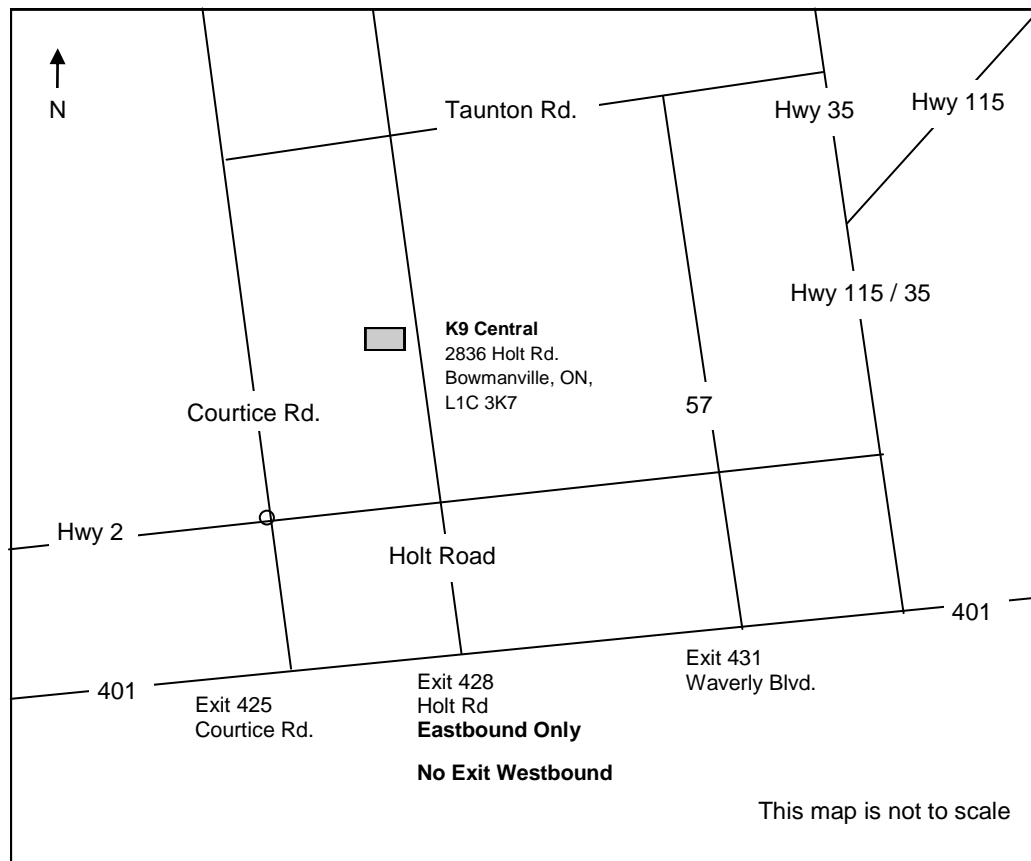 N
Taunton Rd.
Hwy 35
Hwy 115
Hwy 115 / 35
K9 Central
2836 Holt Rd.
Bowmanville, ON,
L1C 3K7
Courtice Rd.
57
Hwy 2
Holt Road
401
401
Exit 425
Courtice Rd.
Exit 428
Holt Rd
Eastbound Only
No Exit Westbound
Exit 431
Waverly Blvd.
This map is not to scale